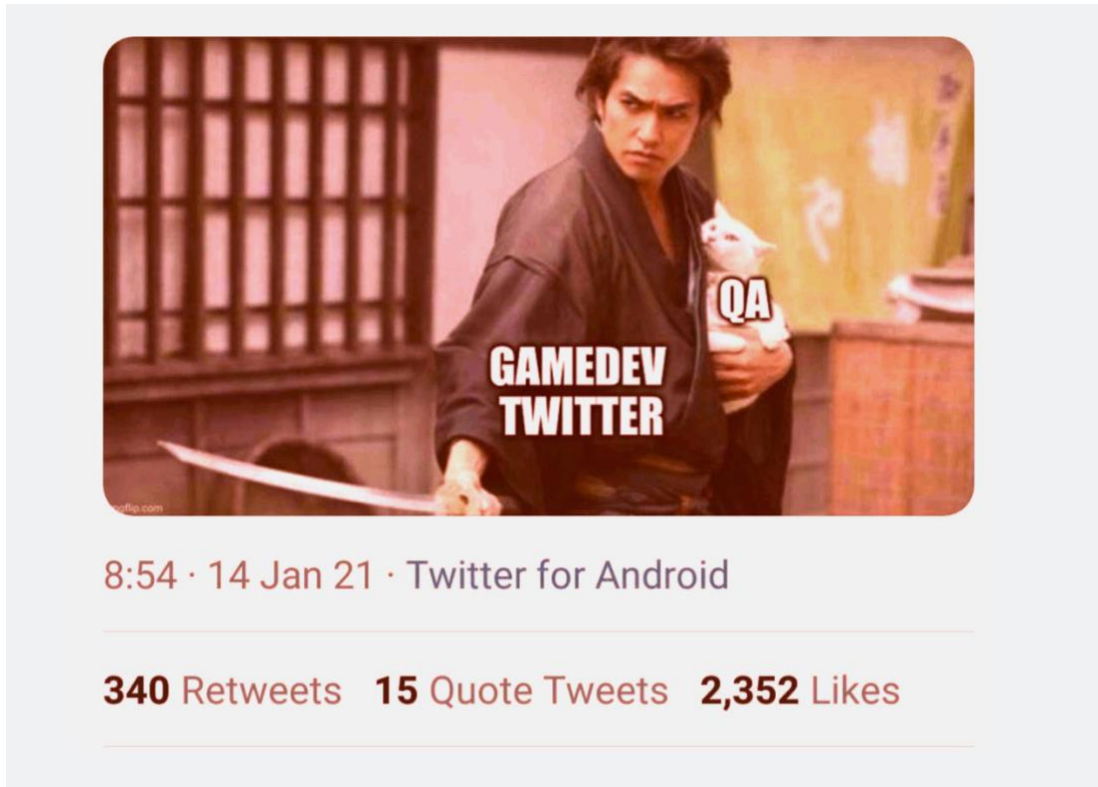 QA
GAMEDEV
TWITTER
8:54 · 14 Jan 21 · Twitter for Android
340 Retweets 15 Quote Tweets 2,352 Likes